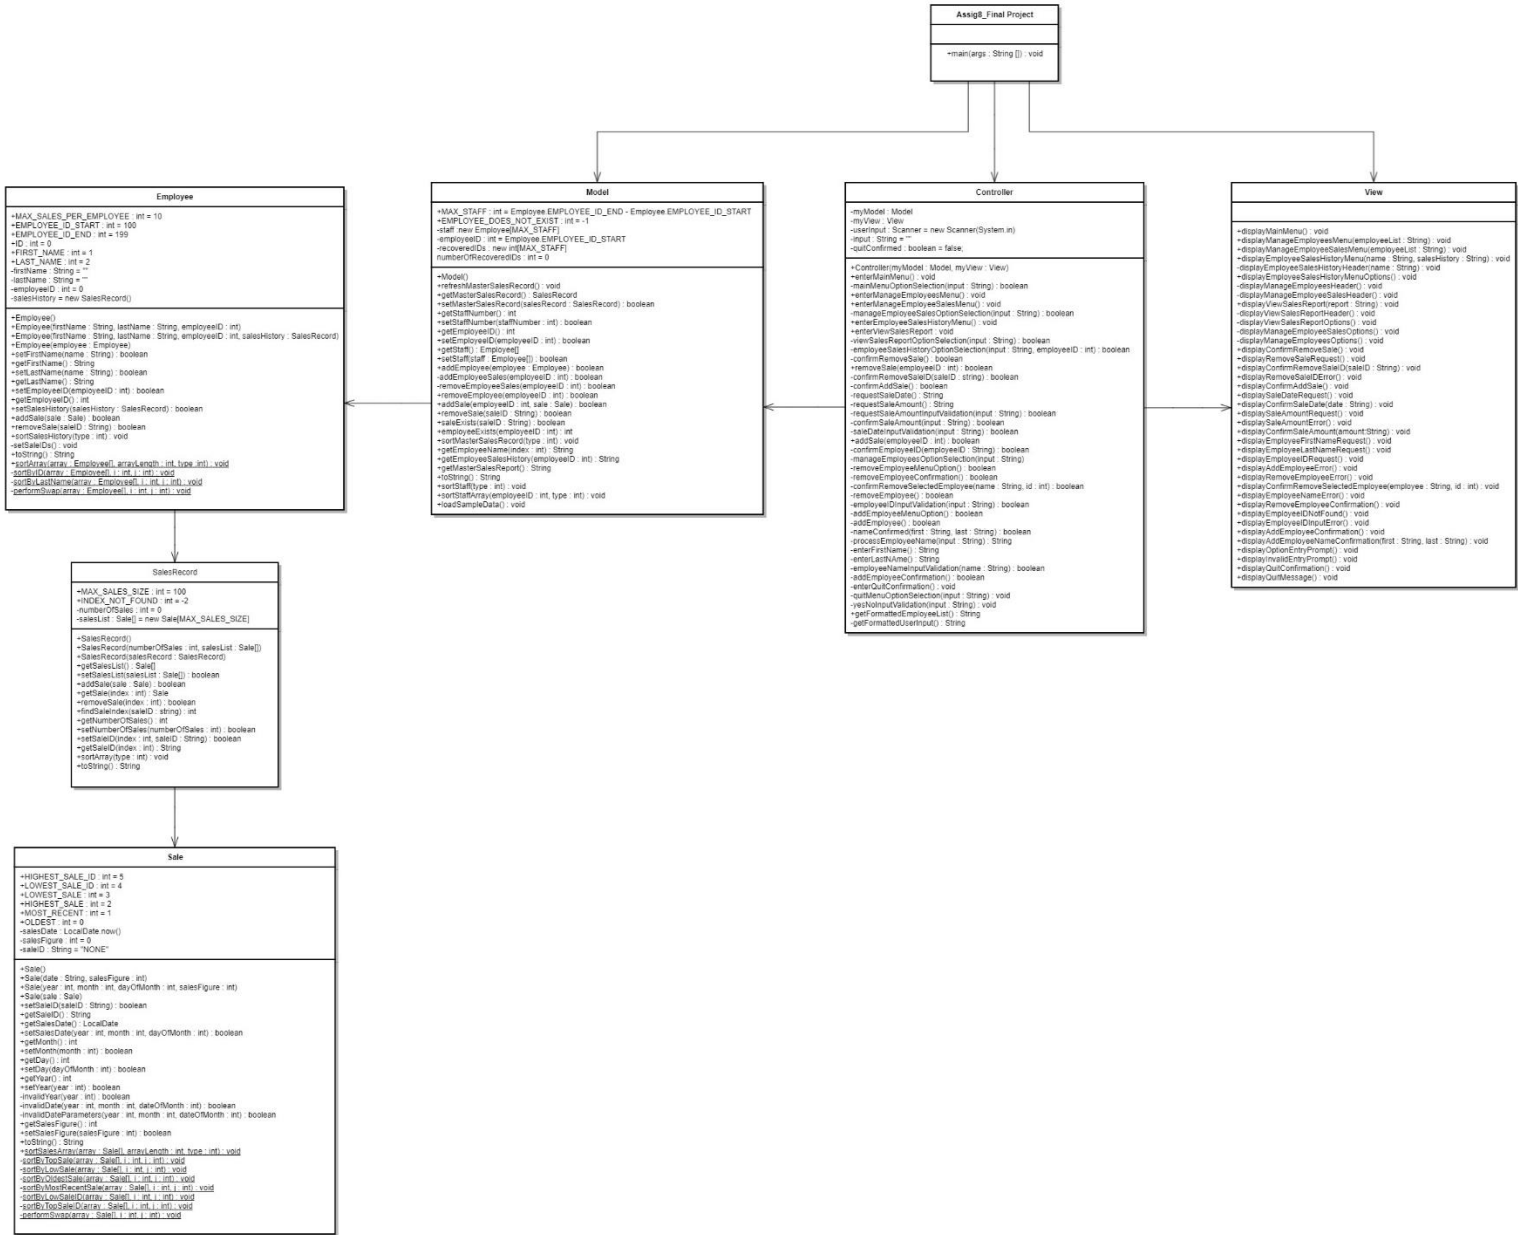 Assig8_Final Project
+main(args : String []) : void
Employee
+MAX_SALES_PER_EMPLOYEE : int = 10
+EMPLOYEE_ID_START : int = 100
+EMPLOYEE_ID_END : int = 199
+ID : int = 0
+FIRST_NAME : int = 1
+LAST_NAME : int = 2
-firstName : String = ""
-lastName : String = ""
-employeeID : int = 0
-salesHistory = new SalesRecord()
+Employee()
+Employee(firstName : String, lastName : String, employeeID : int)
+Employee(firstName : String, lastName : String, employeeID : int, salesHistory : SalesRecord)
+Employee(employee : Employee)
+setFirstName(name : String) : boolean
+getFirstName() : String
+setLastName(name : String) : boolean
+getLastName() : String
+setEmployeeID(employeeID : int) : boolean
+getEmployeeID() : int
+setSalesHistory(salesHistory : SalesRecord) : boolean
+addSale(sale : Sale) : boolean
+removeSale(saleID : String) : boolean
+sortSalesHistory(type : int) : void
-setSaleIDs() : void
+toString() : String
+sortArray(array : Employee[], arrayLength : int, type :int) : void
-sortByID(array : Employee[], i : int, j : int) : void
-sortByLastName(array : Employee[], i : int, j : int) : void
-performSwap(array : Employee[], i : int, j : int) : void
Model
+MAX_STAFF : int = Employee.EMPLOYEE_ID_END - Employee.EMPLOYEE_ID_START
+EMPLOYEE_DOES_NOT_EXIST : int = -1
-staff :new Employee[MAX_STAFF]
-employeeID : int = Employee.EMPLOYEE_ID_START
-recoveredIDs : new int[MAX_STAFF]
numberOfRecoveredIDs : int = 0
+Model()
+refreshMasterSalesRecord() : void
+getMasterSalesRecord() : SalesRecord
+setMasterSalesRecord(salesRecord : SalesRecord) : boolean
+getStaffNumber() : int
+setStaffNumber(staffNumber : int) : boolean
+getEmployeeID() : int
+setEmployeeID(employeeID : int) : boolean
+getStaff() : Employee[]
+setStaff(staff : Employee[]) : boolean
+addEmployee(employee : Employee) : boolean
-addEmployeeSales(employeeID : int) : boolean
-removeEmployeeSales(employeeID : int) : boolean
+removeEmployee(employeeID : int) : boolean
+addSale(employeeID : int, sale : Sale) : boolean
+removeSale(saleID : String) : boolean
+saleExists(saleID : String) : boolean
+employeeExists(employeeID : int) : int
+sortMasterSalesRecord(type : int) : void
+getEmployeeName(index : int) : String
+getEmployeeSalesHistory(employeeID : int) : String
+getMasterSalesReport() : String
+toString() : String
+sortStaff(type : int) : void
+sortStaffArray(employeeID : int, type : int) : void
+loadSampleData() : void
Controller
-myModel : Model
-myView : View
-userInput : Scanner = new Scanner(System.in)
-input : String = ""
-quitConfirmed : boolean = false;
+Controller(myModel : Model, myView : View)
+enterMainMenu() : void
-mainMenuOptionSelection(input : String) : boolean
+enterManageEmployeesMenu() : void
+enterManageEmployeeSalesMenu() : void
-manageEmployeeSalesOptionSelection(input : String) : boolean
+enterEmployeeSalesHistoryMenu() : void
+enterViewSalesReport : void
-viewSalesReportOptionSelection(input : String) : boolean
-employeeSalesHistoryOptionSelection(input : String, employeeID : int) : boolean
-confirmRemoveSale() : boolean
+removeSale(employeeID : int) : boolean
-confirmRemoveSaleID(saleID : string) : boolean
-confirmAddSale() : boolean
-requestSaleDate() : String
-requestSaleAmount() : String
-requestSaleAmountInputValidation(input : String) : boolean
-confirmSaleAmount(input : String) : boolean
-saleDateInputValidation(input : String) : boolean
+addSale(employeeID : int) : boolean
-confirmEmployeeID(employeeID : String) : boolean
-manageEmployeesOptionSelection(input : String)
-removeEmployeeMenuOption() : boolean
-removeEmployeeConfirmation() : boolean
-confirmRemoveSelectedEmployee(name : String, id : int) : boolean
-removeEmployee() : boolean
-employeeIDInputValidation(input : String) : boolean
-addEmployeeMenuOption() : boolean
-addEmployee() : boolean
-nameConfirmed(first : String, last : String) : boolean
-processEmployeeName(input : String) : String
-enterFirstName() : String
-enterLastNAme() : String
-employeeNameInputValidation(name : String) : boolean
-addEmployeeConfirmation() : boolean
-enterQuitConfirmation() : void
-quitMenuOptionSelection(input : String) : void
-yesNoInputValidation(input : String) : void
+getFormattedEmployeeList() : String
-getFormattedUserInput() : String
View
+displayMainMenu() : void
+displayManageEmployeesMenu(employeeList : String) : void
+displayManageEmployeeSalesMenu(employeeList : String) : void
+displayEmployeeSalesHistoryMenu(name : String, salesHistory : String) : void
-displayEmployeeSalesHistoryHeader(name : String) : void
+displayEmployeeSalesHistoryMenuOptions() : void
-displayManageEmployeesHeader() : void
-displayManageEmployeeSalesHeader() : void
+displayViewSalesReport(report : String) : void
-displayViewSalesReportHeader() : void
-displayViewSalesReportOptions() : void
-displayManageEmployeeSalesOptions() : void
-displayManageEmployeesOptions() : void
+displayConfirmRemoveSale() : void
+displayRemoveSaleRequest() : void
+displayConfirmRemoveSaleID(saleID : String) : void
+displayRemoveSaleIDError() : void
+displayConfirmAddSale() : void
+displaySaleDateRequest() : void
+displayConfirmSaleDate(date : String) : void
+displaySaleAmountRequest() : void
+displaySaleAmountError() : void
+displayConfirmSaleAmount(amount:String) : void
+displayEmployeeFirstNameRequest() : void
+displayEmployeeLastNameRequest() : void
+displayEmployeeIDRequest() : void
+displayAddEmployeeError() : void
+displayRemoveEmployeeError() : void
+displayConfirmRemoveSelectedEmployee(employee : String, id : int) : void
+displayEmployeeNameError() : void
+displayRemoveEmployeeConfirmation() : void
+displayEmployeeIDNotFound() : void
+displayEmployeeIDInputError() : void
+displayAddEmployeeConfirmation() : void
+displayAddEmployeeNameConfirmation(first : String, last : String) : void
+displayOptionEntryPrompt() : void
+displayInvalidEntryPrompt() : void
+displayQuitConfirmation() : void
+displayQuitMessage() : void
SalesRecord
+MAX_SALES_SIZE : int = 100
+INDEX_NOT_FOUND : int = -2
-numberOfSales : int = 0
-salesList : Sale[] = new Sale[MAX_SALES_SIZE]
+SalesRecord()
+SalesRecord(numberOfSales : int, salesList : Sale[])
+SalesRecord(salesRecord : SalesRecord)
+getSalesList() : Sale[]
+setSalesList(salesList : Sale[]) : boolean
+addSale(sale : Sale) : boolean
+getSale(index : int) : Sale
+removeSale(index : int) : boolean
+findSaleIndex(saleID : string) : int
+getNumberOfSales() : int
+setNumberOfSales(numberOfSales : int) : boolean
+setSaleID(index : int, saleID : String) : boolean
+getSaleID(index : int) : String
+sortArray(type : int) : void
+toString() : String
Sale
+HIGHEST_SALE_ID : int = 5
+LOWEST_SALE_ID : int = 4
+LOWEST_SALE : int = 3
+HIGHEST_SALE : int = 2
+MOST_RECENT : int = 1
+OLDEST : int = 0
-salesDate : LocalDate.now()
-salesFigure : int = 0
-saleID : String = "NONE"
+Sale()
+Sale(date : String, salesFigure : int)
+Sale(year : int, month : int, dayOfMonth : int, salesFigure : int)
+Sale(sale : Sale)
+setSaleID(saleID : String) : boolean
+getSaleID() : String
+getSalesDate() : LocalDate
+setSalesDate(year : int, month : int, dayOfMonth : int) : boolean
+getMonth() : int
+setMonth(month : int) : boolean
+getDay() : int
+setDay(dayOfMonth : int) : boolean
+getYear() : int
+setYear(year : int) : boolean
-invalidYear(year : int) : boolean
-invalidDate(year : int, month : int, dateOfMonth : int) : boolean
-invalidDateParameters(year : int, month : int, dateOfMonth : int) : boolean
+getSalesFigure() : int
+setSalesFigure(salesFigure : int) : boolean
+toString() : String
+sortSalesArray(array : Sale[], arrayLength : int, type : int) : void
-sortByTopSale(array : Sale[], i : int, j : int) : void
-sortByLowSale(array : Sale[], i : int, j : int) : void
-sortByOldestSale(array : Sale[], i : int, j : int) : void
-sortByMostRecentSale(array : Sale[], i : int, j : int) : void
-sortByLowSaleID(array : Sale[], i : int, j : int) : void
-sortByTopSaleID(array : Sale[], i : int, j : int) : void
-performSwap(array : Sale[], i : int, j : int) : void